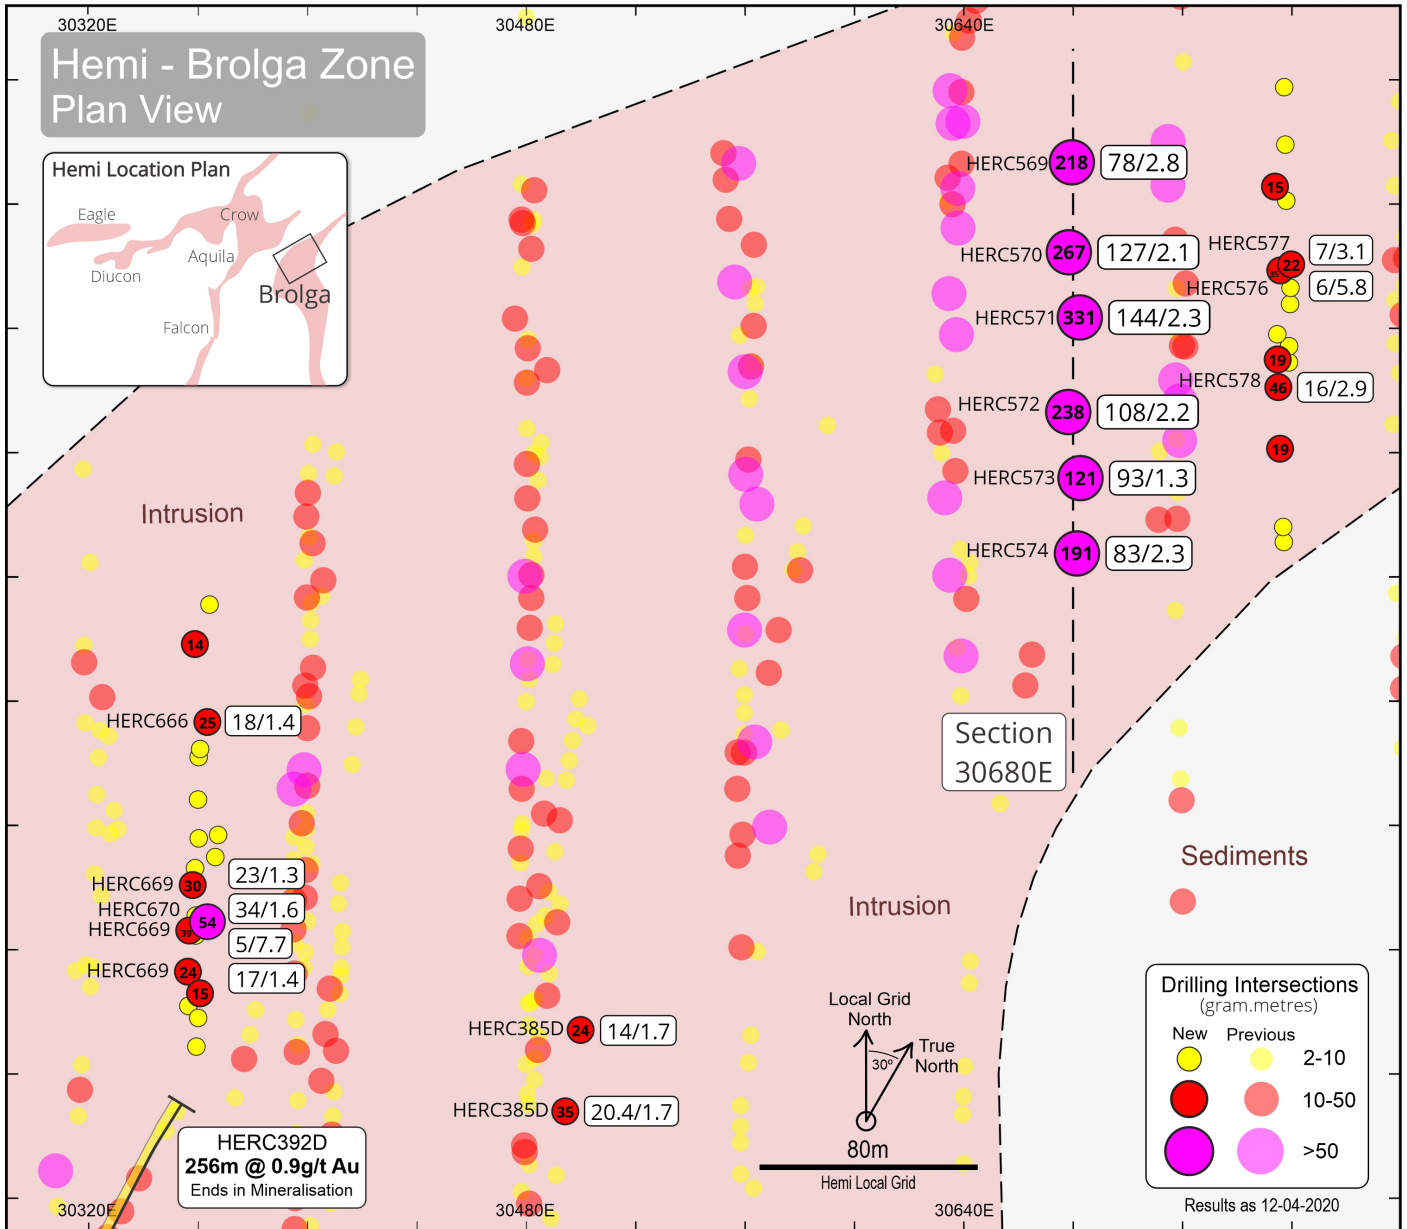 30320E
30480E
30640E
Hemi - Brolga Zone
Plan View
Hemi Location Plan
Eagle
Crow
Diucon
Aquila
Brolga
Falcon
HERC569 218 78/2.8
HERC570 267 127/2.1
HERC571 331 144/2.3
HERC572 238 108/2.2
HERC573 121 93/1.3
HERC574 191 83/2.3
15
HERC577 22 7/3.1
35
HERC576 6/5.8
19
HERC578 46 16/2.9
19
Intrusion
14
HERC666 25 18/1.4
HERC669 30 23/1.3
HERC670 54 34/1.6
HERC669 39 5/7.7
HERC669 24 17/1.4
15
Section
30680E
Sediments
Intrusion
HERC385D 24 14/1.7
HERC385D 35 20.4/1.7
Local Grid
North
True
North
30º
80m
Hemi Local Grid
HERC392D
256m @ 0.9g/t Au
Ends in Mineralisation
Drilling Intersections
(gram.metres)
New Previous
2-10
10-50
>50
Results as 12-04-2020
30320E
30480E
30640E